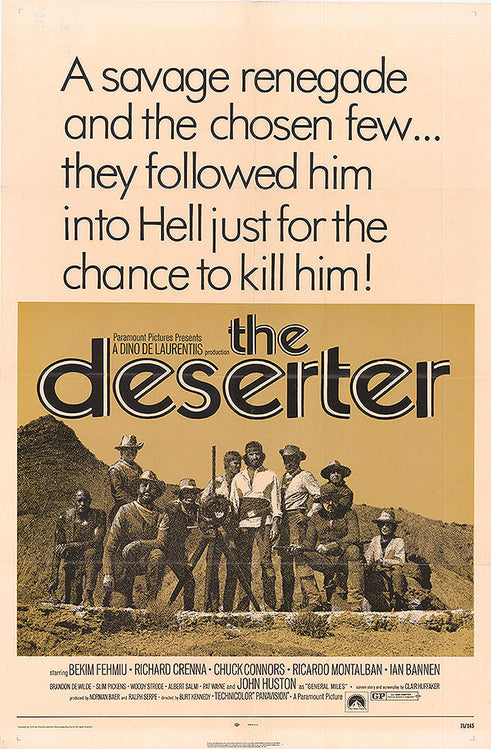 A savage renegade
and the chosen few...
they followed him
into Hell just for the
chance to kill him!
Paramount Pictures Presents
A DINO DE LAURENTIIS production
the
deserter
starring BEKIM FEHMIU • RICHARD CRENNA • CHUCK CONNORS • RICARDO MONTALBAN • IAN BANNEN
BRANDON DE WILDE • SLIM PICKENS • WOODY STRODE • ALBERT SALMI • PAT WAYNE and JOHN HUSTON as "GENERAL MILES" • screen story and screenplay by CLAIR HUFFAKER
produced by NORMAN BAER and RALPH SERPE • directed by BURT KENNEDY • TECHNICOLOR® PANAVISION® • A Paramount Picture
GP
71/145